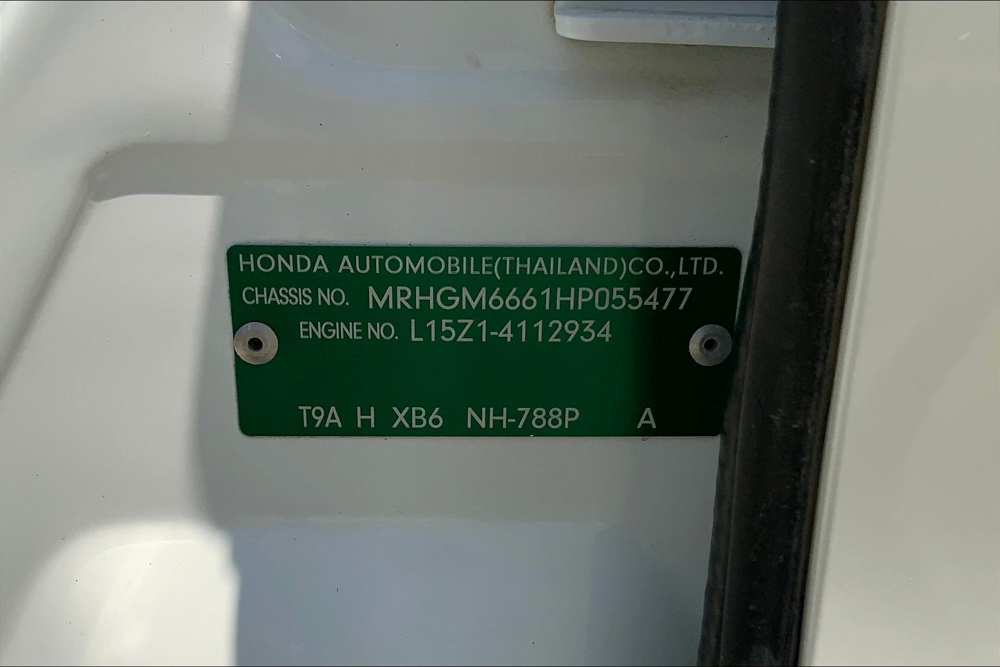 HONDA AUTOMOBILE(THAILAND)CO.,LTD.
CHASSIS NO. MRHGM6661HP055477
ENGINE NO. L15Z1-4112934
T9A H XB6 NH-788P A